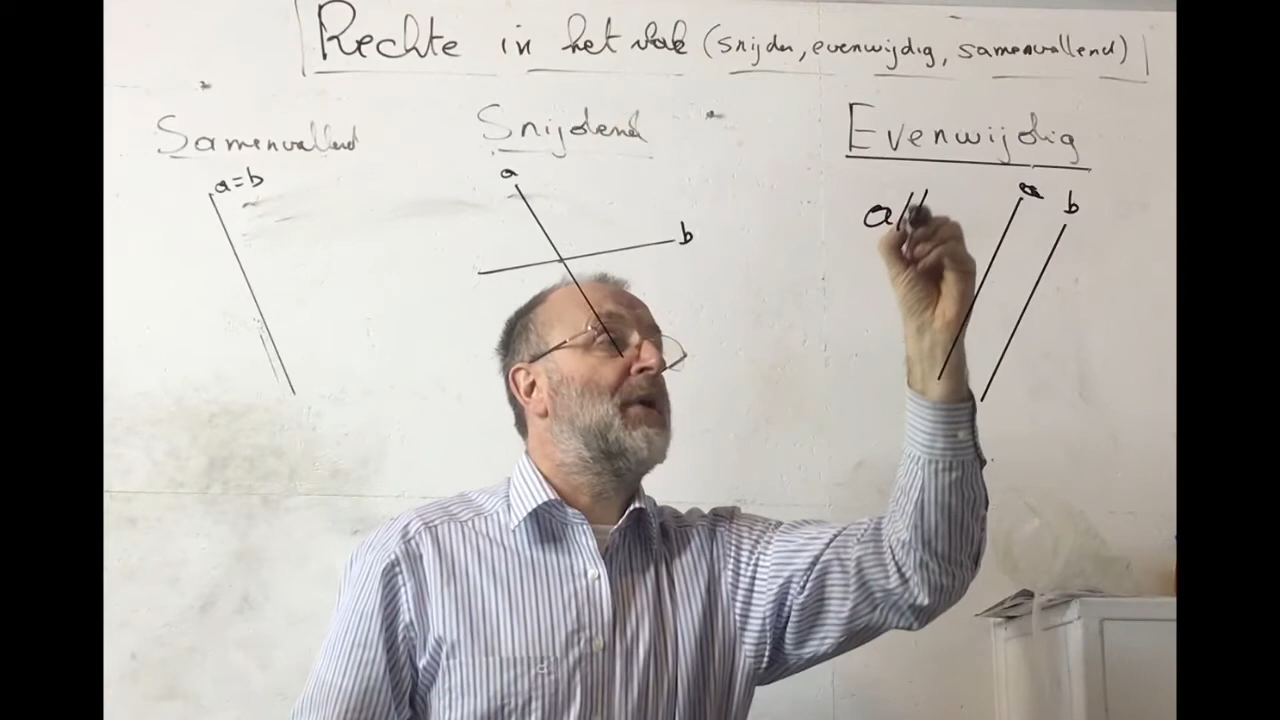 Rechte in het vlak (snijden, evenwijdig, samenvallend)
Samenvallend
Snijdend
Evenwijdig
a=b
a
b
a//
a
b